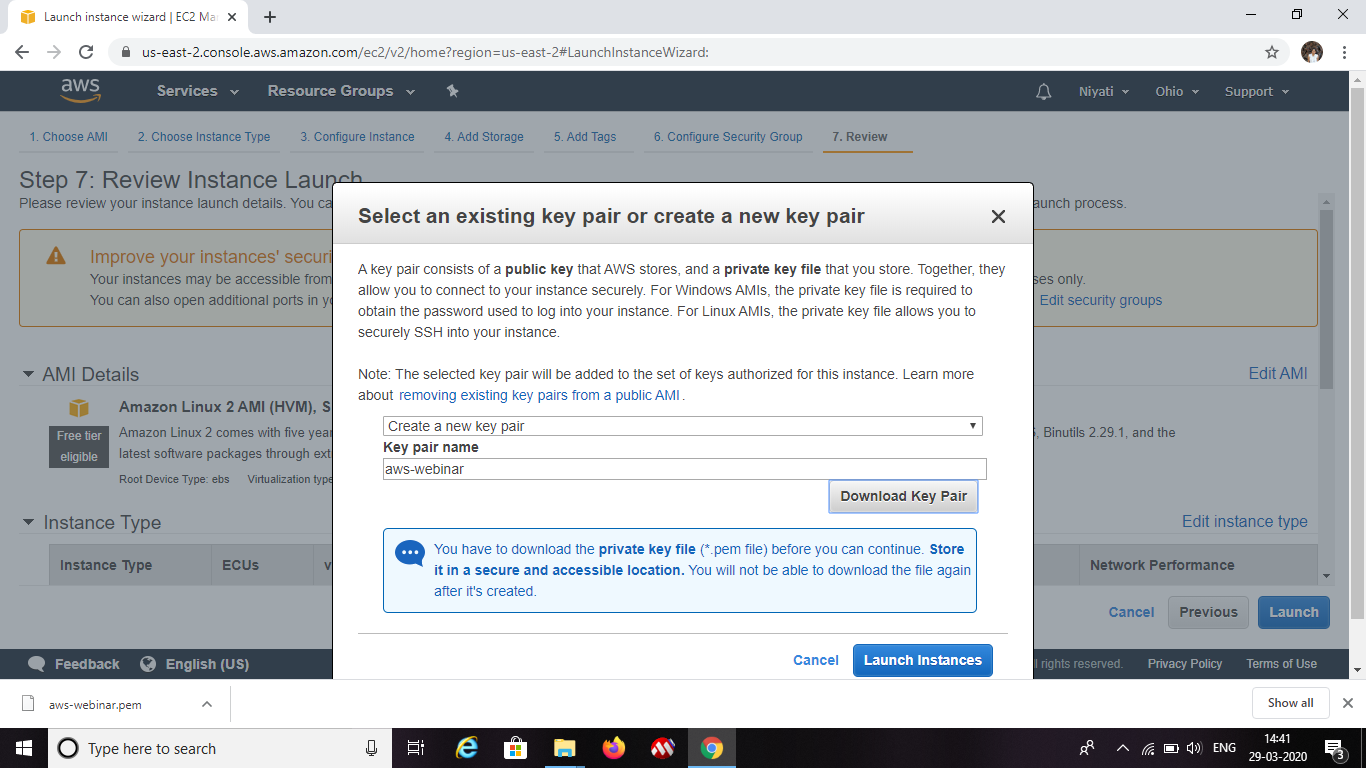 Launch instance wizard | EC2 Mar
us-east-2.console.aws.amazon.com/ec2/v2/home?region=us-east-2#LaunchInstanceWizard:
aws Services Resource Groups Niyati Ohio Support
1. Choose AMI 2. Choose Instance Type 3. Configure Instance 4. Add Storage 5. Add Tags 6. Configure Security Group 7. Review
Step 7: Review Instance Launch
Please review your instance launch details. You ca
aunch process.
Improve your instances' securi
Your instances may be accessible from
ses only.
You can also open additional ports in yo
Edit security groups
AMI Details
Edit AMI
Amazon Linux 2 AMI (HVM), S
Free tier
eligible
Amazon Linux 2 comes with five year
, Binutils 2.29.1, and the
latest software packages through ext
Root Device Type: ebs Virtualization type
Instance Type
Edit instance type
Instance Type ECUs v Network Performance
Cancel Previous Launch
Select an existing key pair or create a new key pair
A key pair consists of a public key that AWS stores, and a private key file that you store. Together, they
allow you to connect to your instance securely. For Windows AMIs, the private key file is required to
obtain the password used to log into your instance. For Linux AMIs, the private key file allows you to
securely SSH into your instance.
Note: The selected key pair will be added to the set of keys authorized for this instance. Learn more
about removing existing key pairs from a public AMI.
Create a new key pair
Key pair name
aws-webinar
Download Key Pair
You have to download the private key file (*.pem file) before you can continue. Store
it in a secure and accessible location. You will not be able to download the file again
after it's created.
Cancel Launch Instances
Feedback English (US)
l rights reserved. Privacy Policy Terms of Use
aws-webinar.pem
Show all
Type here to search
ENG
14:41
29-03-2020
3